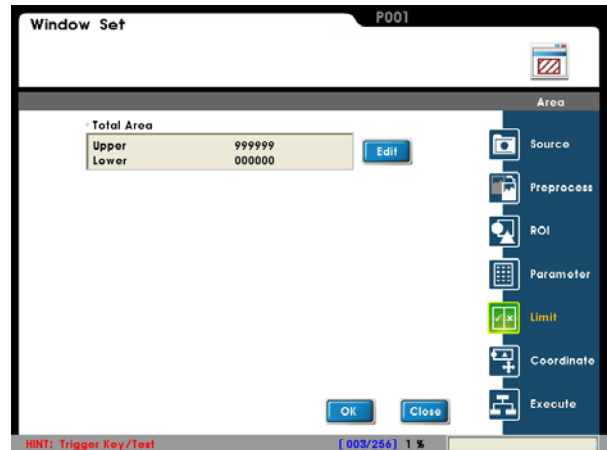 Window Set
P001
Area
Total Area
Upper 999999
Lower 000000
Edit
Source
Preprocess
ROI
Parameter
Limit
Coordinate
Execute
OK Close
HINT: Trigger Key/Test [003/256] 1 %